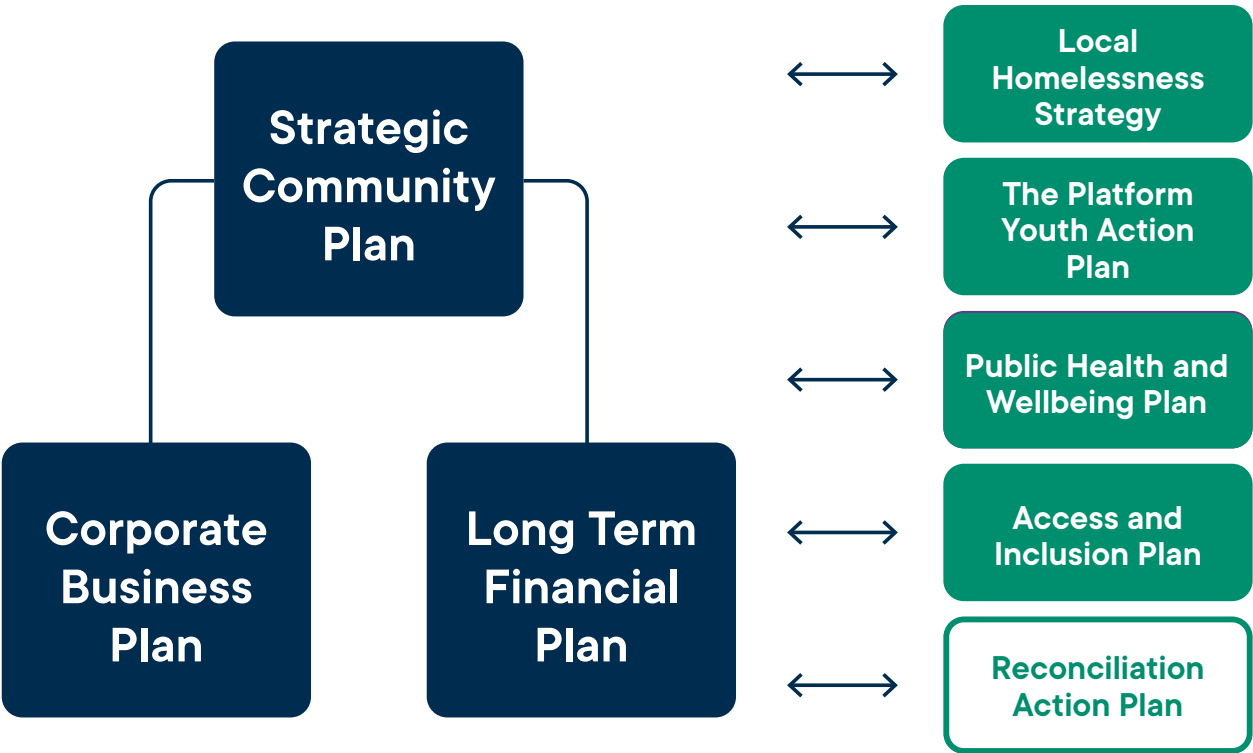 Strategic
Community
Plan
Corporate
Business
Plan
Long Term
Financial
Plan
Local
Homelessness
Strategy
The Platform
Youth Action
Plan
Public Health and
Wellbeing Plan
Access and
Inclusion Plan
Reconciliation
Action Plan